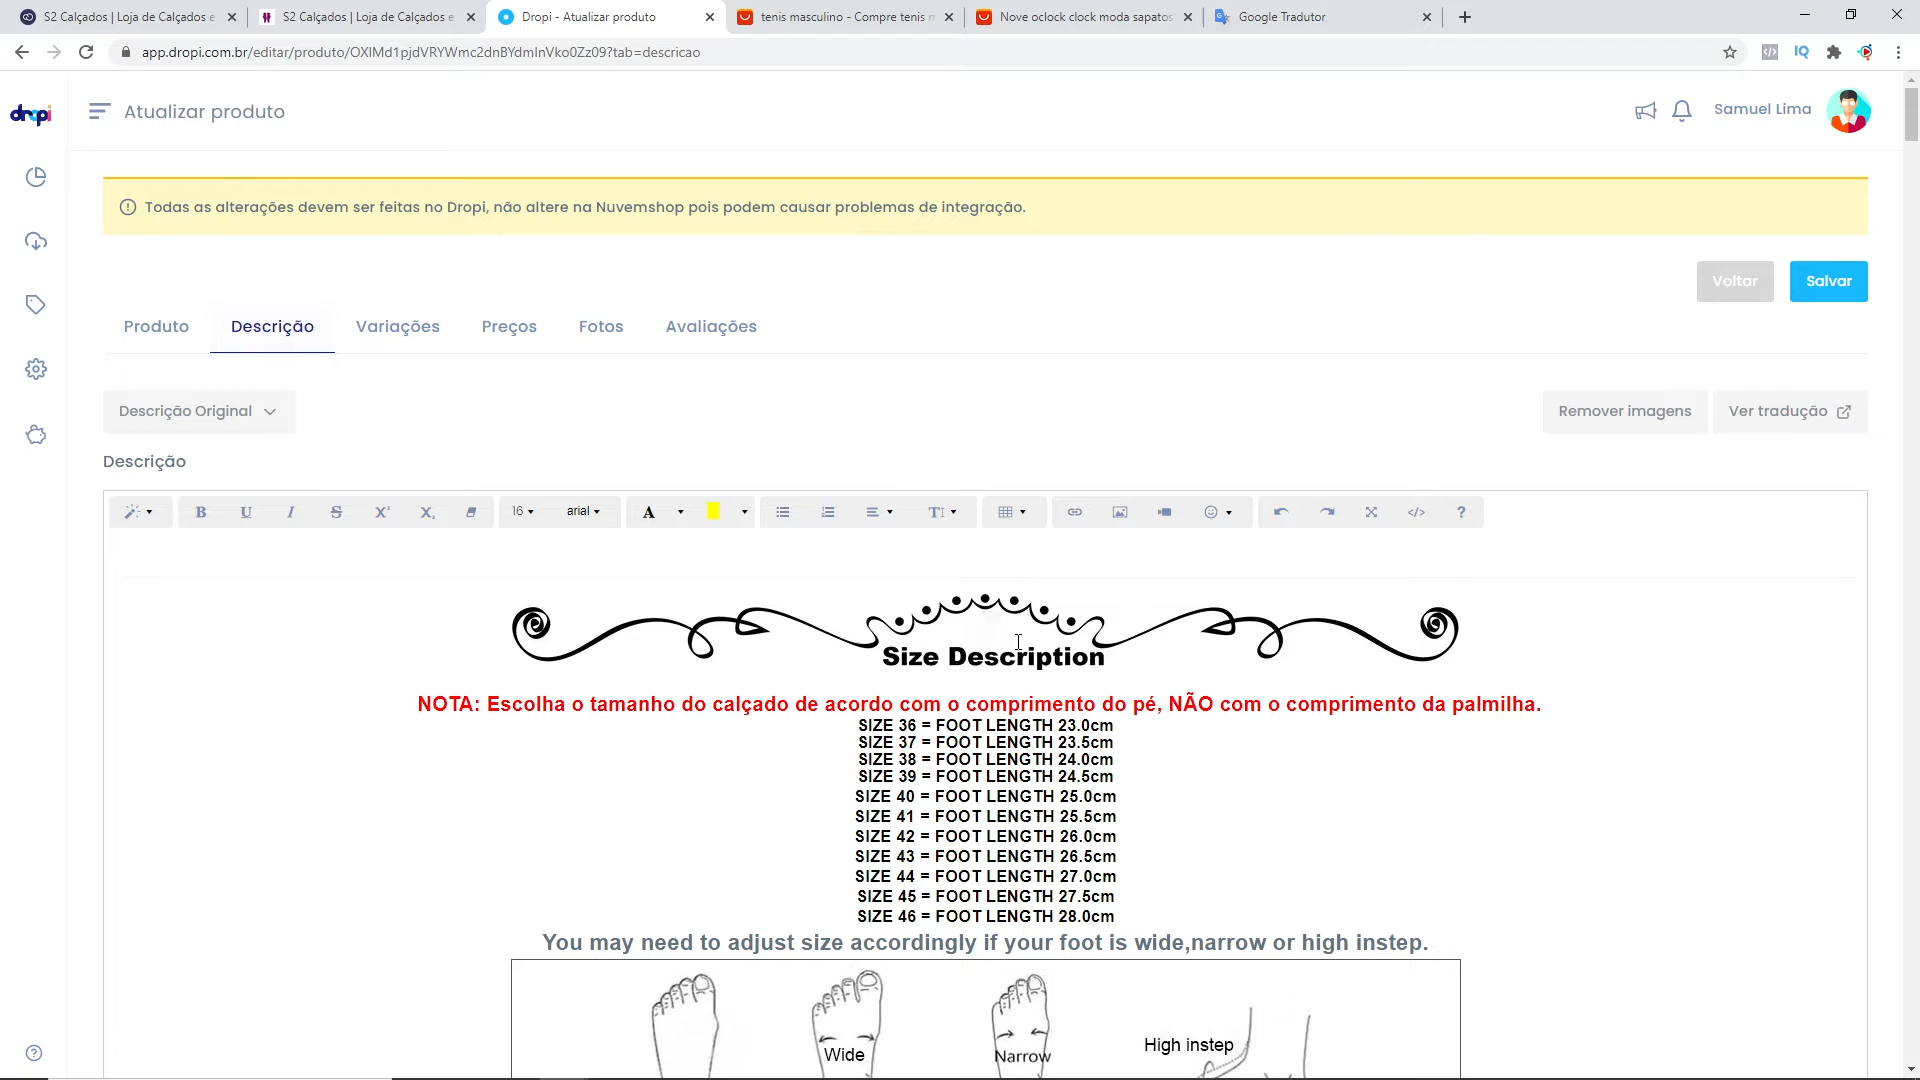 S2 Calçados | Loja de Calçados e
S2 Calçados | Loja de Calçados e
Dropi - Atualizar produto
tenis masculino - Compre tenis m
Nove oclock clock moda sapatos
Google Tradutor
app.dropi.com.br/editar/produto/OXlMd1pjdVRYWmc2dnBYdmlnVko0Zz09?tab=descricao
IQ
dropi
Atualizar produto
Samuel Lima
Todas as alterações devem ser feitas no Dropi, não altere na Nuvemshop pois podem causar problemas de integração.
Voltar
Salvar
Produto
Descrição
Variações
Preços
Fotos
Avaliações
Descrição Original
Remover imagens
Ver tradução
Descrição
B U I S X² X₂ 16 arial A TI </> ?
Size Description
NOTA: Escolha o tamanho do calçado de acordo com o comprimento do pé, NÃO com o comprimento da palmilha.
SIZE 36 = FOOT LENGTH 23.0cm
SIZE 37 = FOOT LENGTH 23.5cm
SIZE 38 = FOOT LENGTH 24.0cm
SIZE 39 = FOOT LENGTH 24.5cm
SIZE 40 = FOOT LENGTH 25.0cm
SIZE 41 = FOOT LENGTH 25.5cm
SIZE 42 = FOOT LENGTH 26.0cm
SIZE 43 = FOOT LENGTH 26.5cm
SIZE 44 = FOOT LENGTH 27.0cm
SIZE 45 = FOOT LENGTH 27.5cm
SIZE 46 = FOOT LENGTH 28.0cm
You may need to adjust size accordingly if your foot is wide,narrow or high instep.
Wide
Narrow
High instep